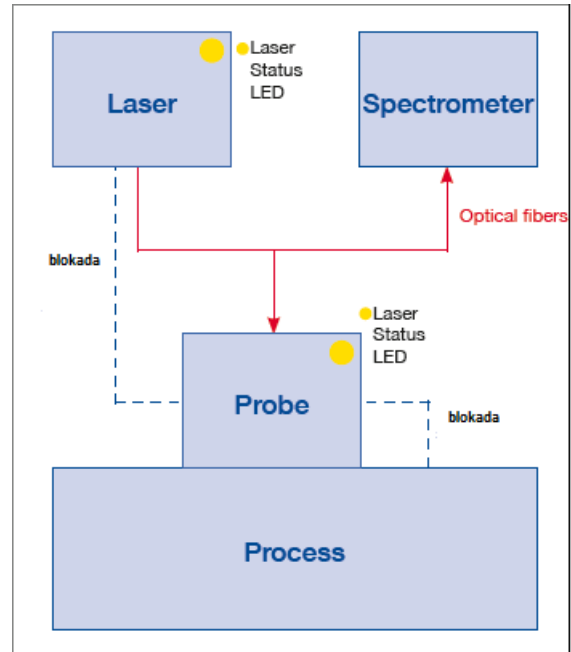 Laser
Laser
Status
LED
Spectrometer
Optical fibers
blokada
Laser
Status
LED
Probe
blokada
Process